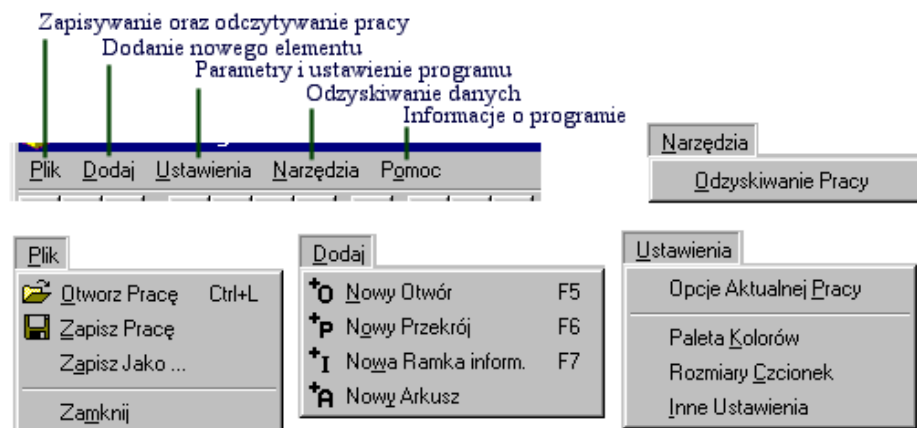 Zapisywanie oraz odczytywanie pracy
Dodanie nowego elementu
Parametry i ustawienie programu
Odzyskiwanie danych
Informacje o programie
Plik Dodaj Ustawienia Narzędzia Pomoc
Narzędzia
Odzyskiwanie Pracy
Plik
Otworz Pracę Ctrl+L
Zapisz Pracę
Zapisz Jako ...
Zamknij
Dodaj
O Nowy Otwór F5
P Nowy Przekrój F6
I Nowa Ramka inform. F7
A Nowy Arkusz
Ustawienia
Opcje Aktualnej Pracy
Paleta Kolorów
Rozmiary Czcionek
Inne Ustawienia